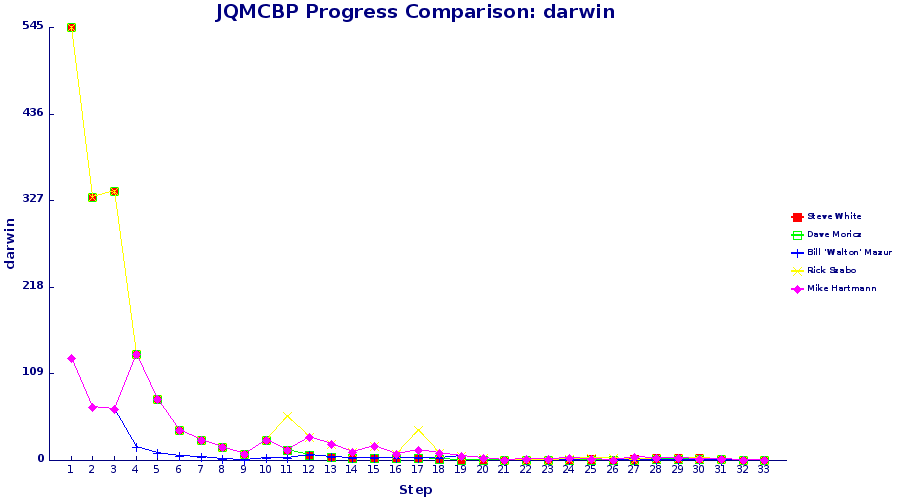 JQMCBP Progress Comparison: darwin
545
436
327
218
109
0
darwin
1 2 3 4 5 6 7 8 9 10 11 12 13 14 15 16 17 18 19 20 21 22 23 24 25 26 27 28 29 30 31 32 33
Step
Steve White
Dave Moricz
Bill 'Walton' Mazur
Rick Szabo
Mike Hartmann